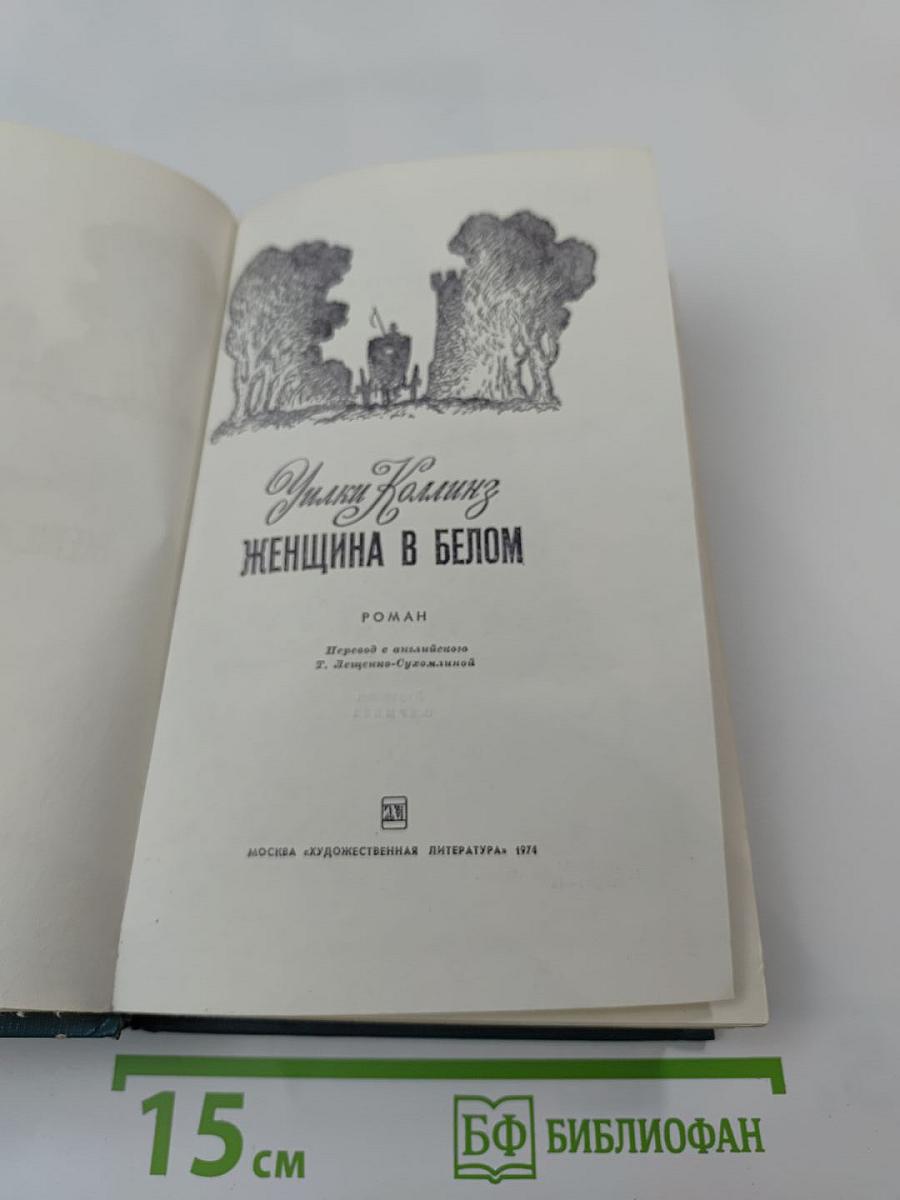 Уилки Коллинз
ЖЕНЩИНА В БЕЛОМ
РОМАН
Перевод с английского
Т. Лещенко-Сухомлиной
МОСКВА «ХУДОЖЕСТВЕННАЯ ЛИТЕРАТУРА» 1974
15 см
БФ БИБЛИОФАН